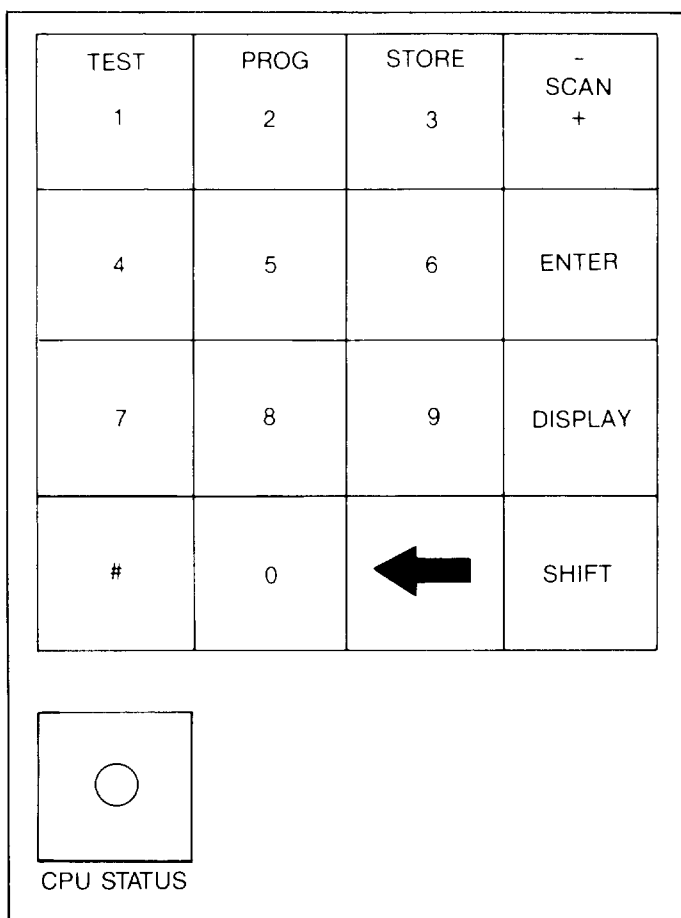 TEST PROG STORE -
SCAN
1 2 3 +
4 5 6 ENTER
7 8 9 DISPLAY
# 0 SHIFT
CPU STATUS